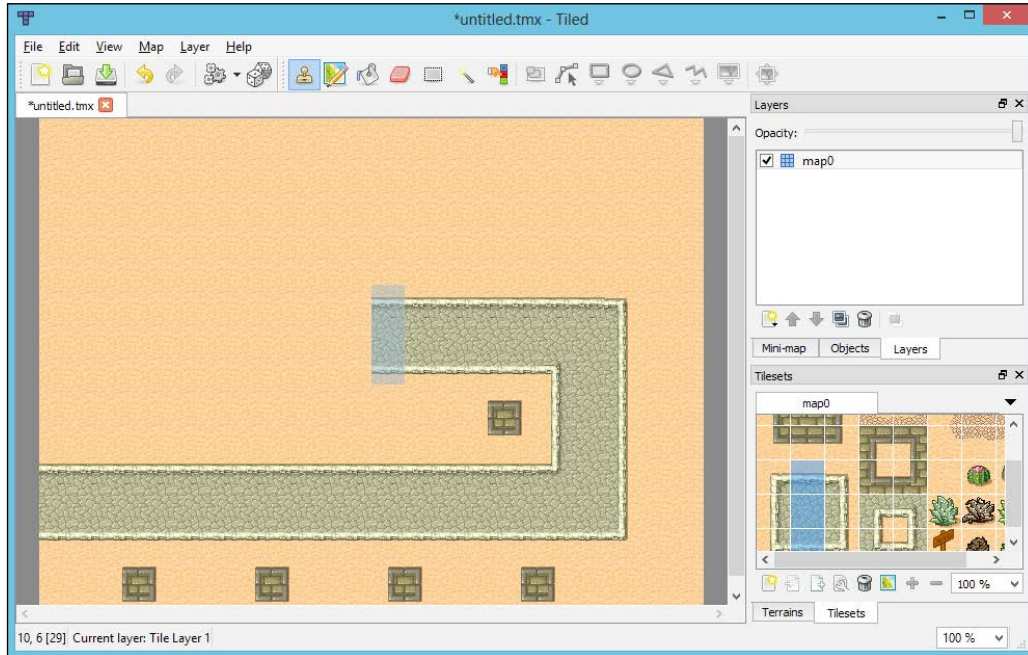 *untitled.tmx - Tiled
File Edit View Map Layer Help
*untitled.tmx
Layers
Opacity:
map0
Mini-map Objects Layers
Tilesets
map0
100 %
Terrains Tilesets
10, 6 [29] Current layer: Tile Layer 1
100 %